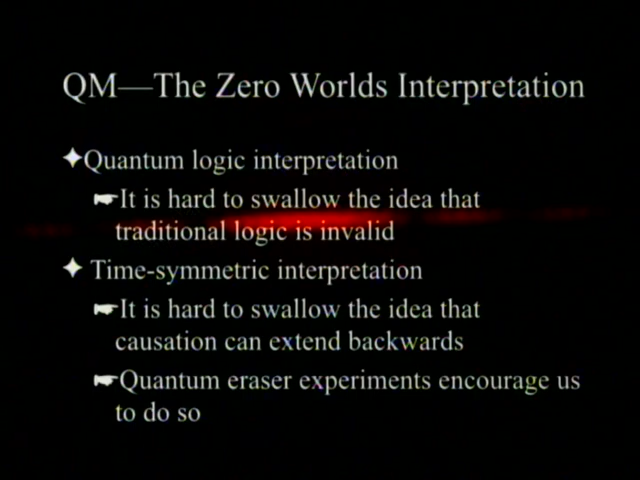 QM—The Zero Worlds Interpretation
Quantum logic interpretation
It is hard to swallow the idea that
traditional logic is invalid
Time-symmetric interpretation
It is hard to swallow the idea that
causation can extend backwards
Quantum eraser experiments encourage us
to do so